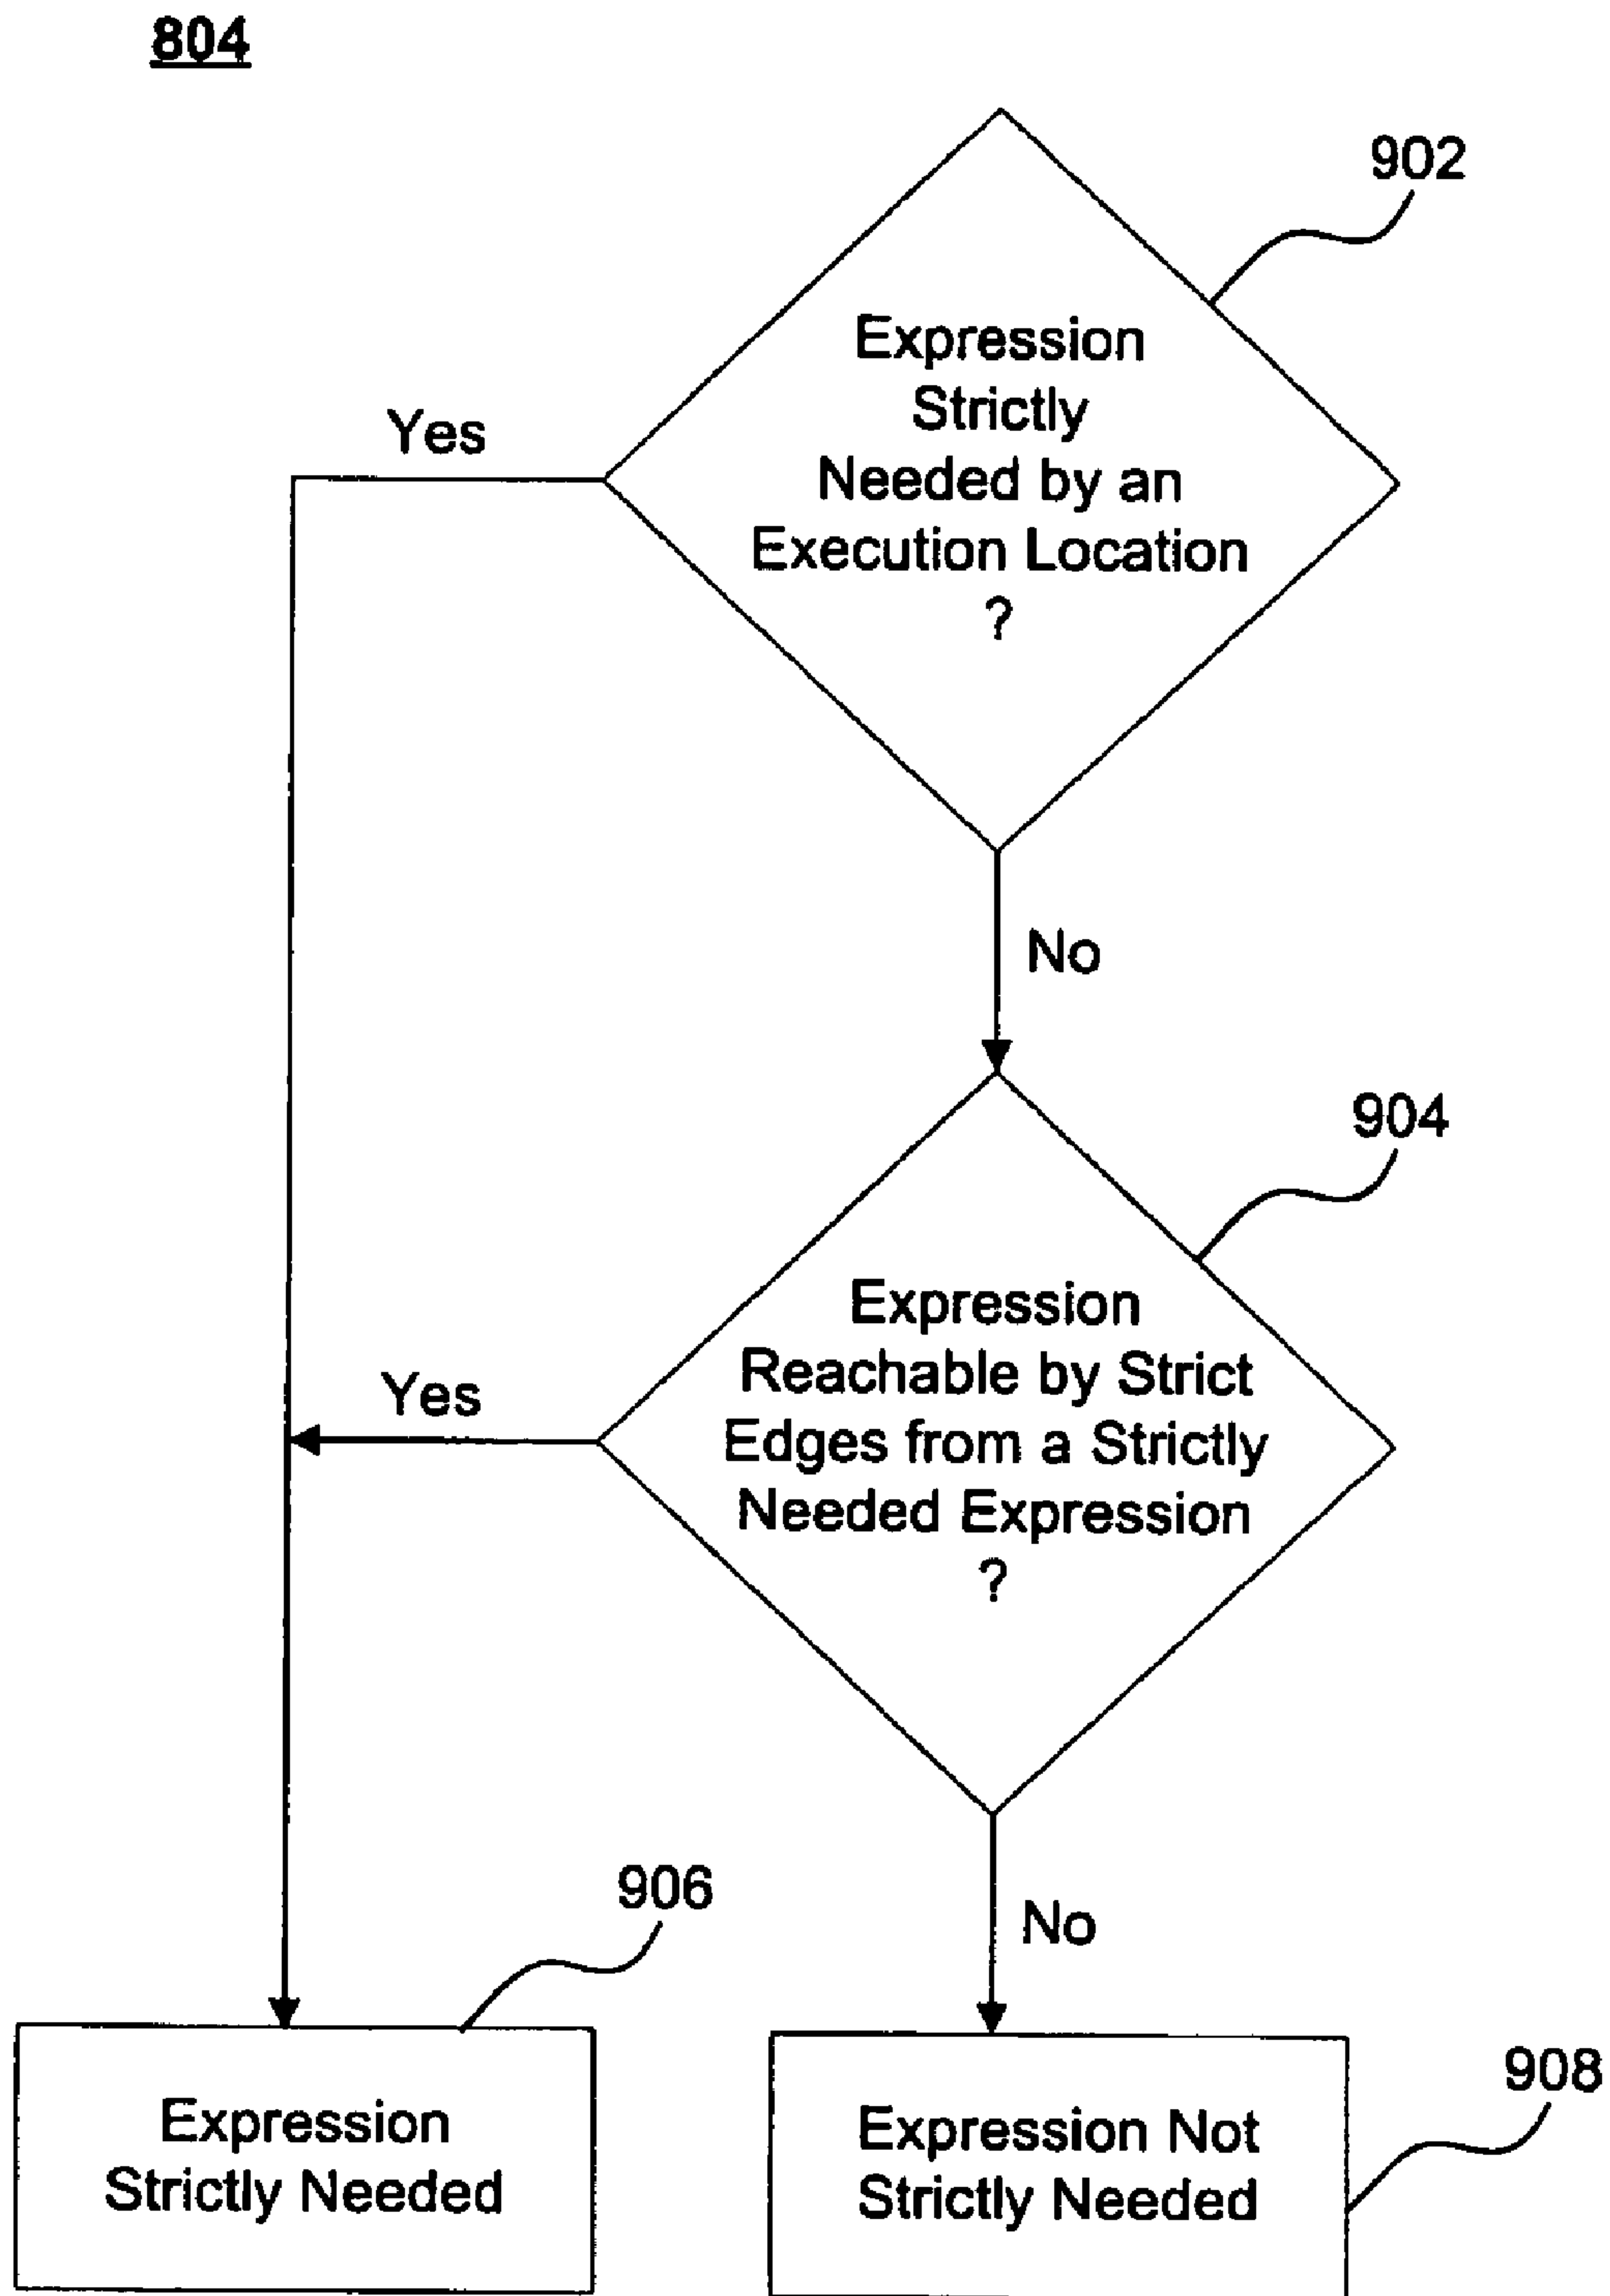 804
902
Expression
Strictly
Needed by an
Execution Location
?
Yes
No
904
Expression
Reachable by Strict
Edges from a Strictly
Needed Expression
?
Yes
No
906
Expression
Strictly Needed
908
Expression Not
Strictly Needed